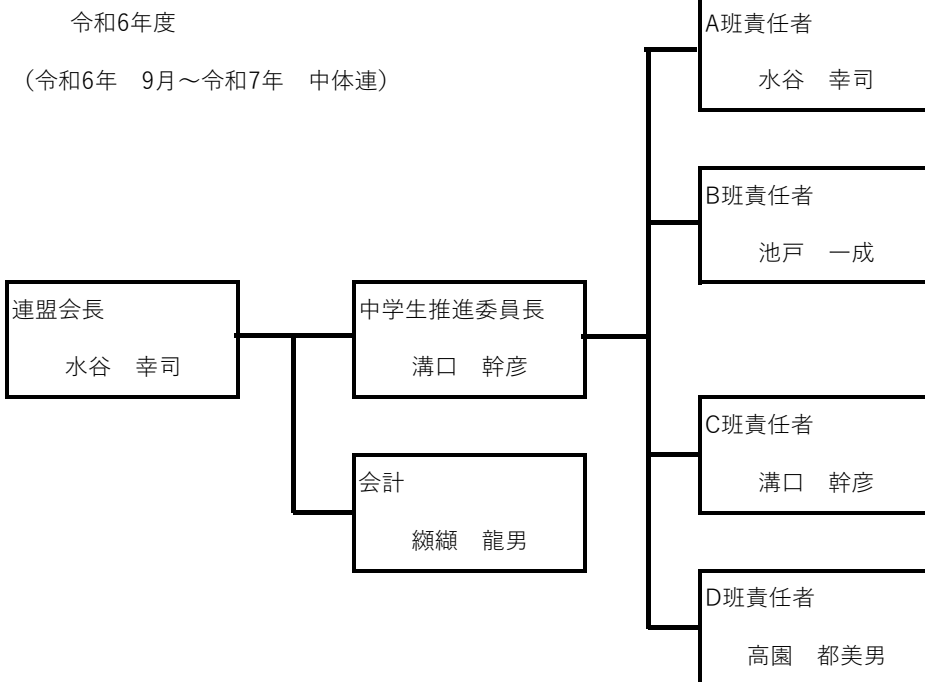 令和6年度
(令和6年　9月～令和7年　中体連)
A班責任者
水谷　幸司
B班責任者
池戸　一成
連盟会長
水谷　幸司
中学生推進委員長
溝口　幹彦
会計
纐纈　龍男
C班責任者
溝口　幹彦
D班責任者
高園　都美男